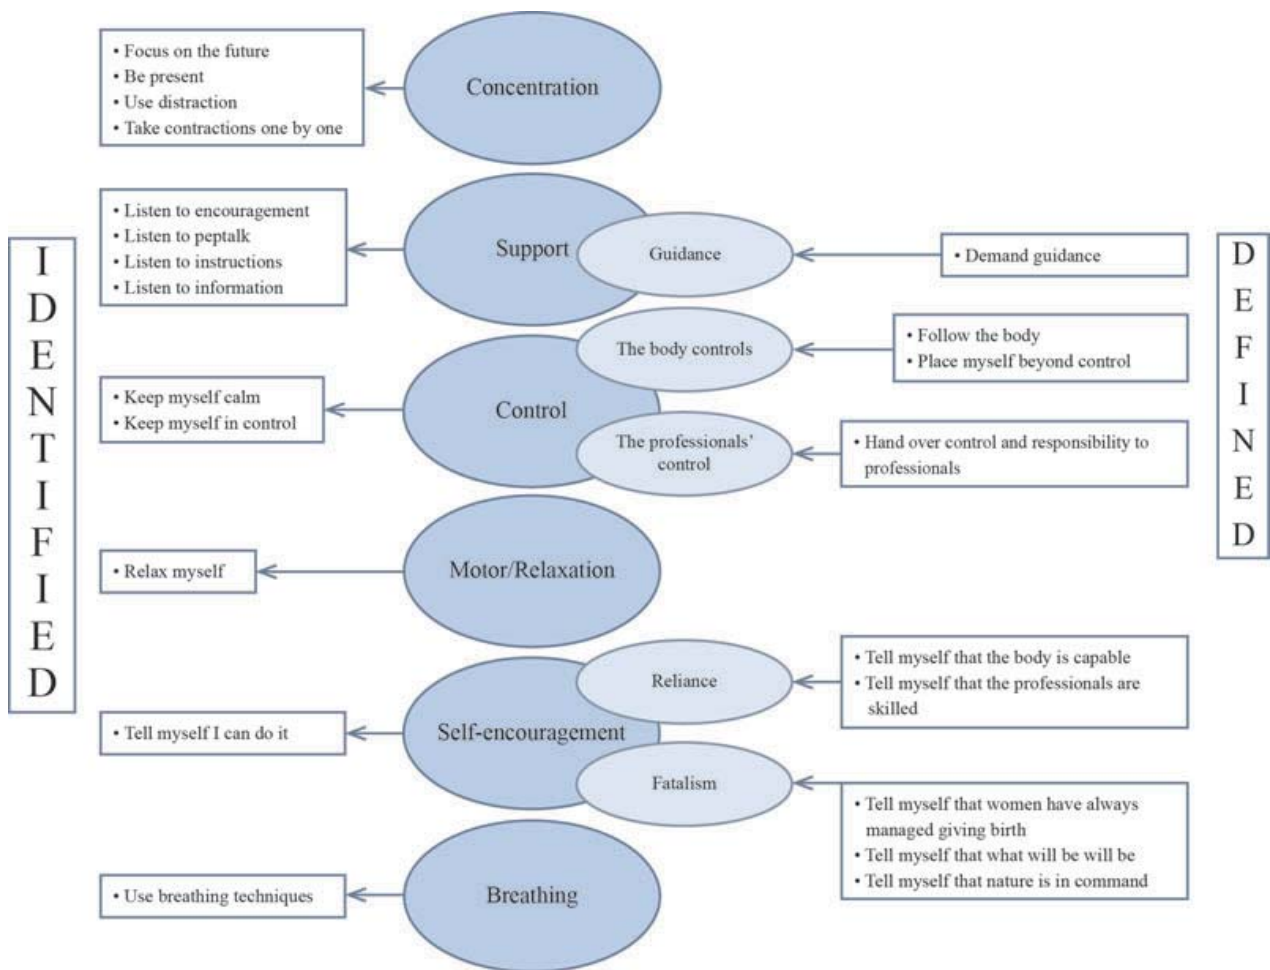 • Focus on the future
• Be present
• Use distraction
• Take contractions one by one
Concentration
• Listen to encouragement
• Listen to peptalk
• Listen to instructions
• Listen to information
Support
Guidance
• Demand guidance
IDENTIFIED
DEFINED
The body controls
• Follow the body
• Place myself beyond control
• Keep myself calm
• Keep myself in control
Control
The professionals'
control
• Hand over control and responsibility to
professionals
• Relax myself
Motor/Relaxation
Reliance
• Tell myself that the body is capable
• Tell myself that the professionals are
skilled
• Tell myself I can do it
Self-encouragement
Fatalism
• Tell myself that women have always
managed giving birth
• Tell myself that what will be will be
• Tell myself that nature is in command
• Use breathing techniques
Breathing